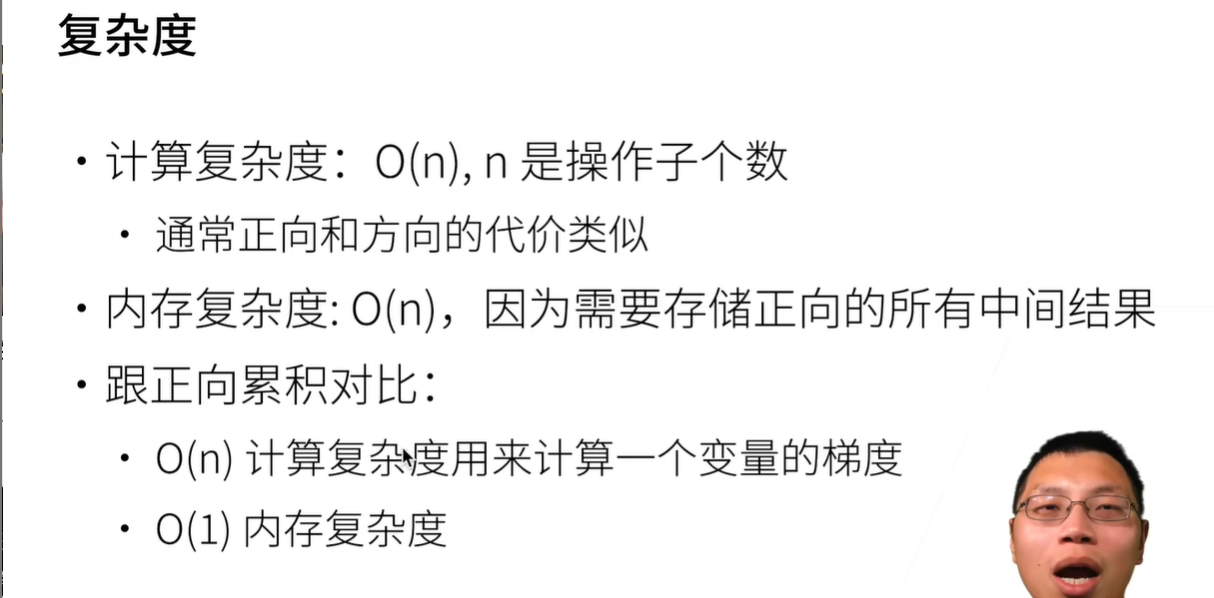 复杂度
• 计算复杂度：O(n), n 是操作子个数
• 通常正向和方向的代价类似
• 内存复杂度: O(n)，因为需要存储正向的所有中间结果
• 跟正向累积对比：
• O(n) 计算复杂度用来计算一个变量的梯度
• O(1) 内存复杂度